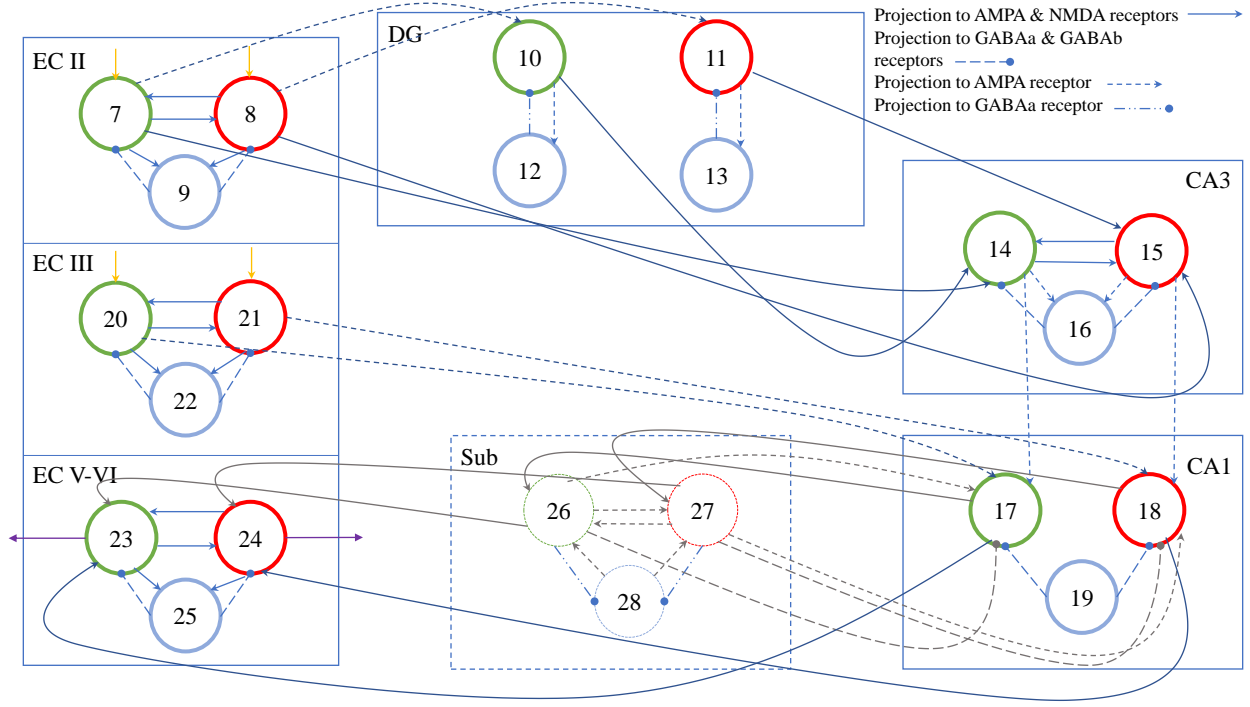 Projection to AMPA & NMDA receptors
Projection to GABAa & GABAb
receptors
Projection to AMPA receptor
Projection to GABAa receptor
EC II
7
8
9
DG
10
11
12
13
CA3
14
15
16
EC III
20
21
22
EC V-VI
23
24
25
Sub
26
27
28
CA1
17
18
19